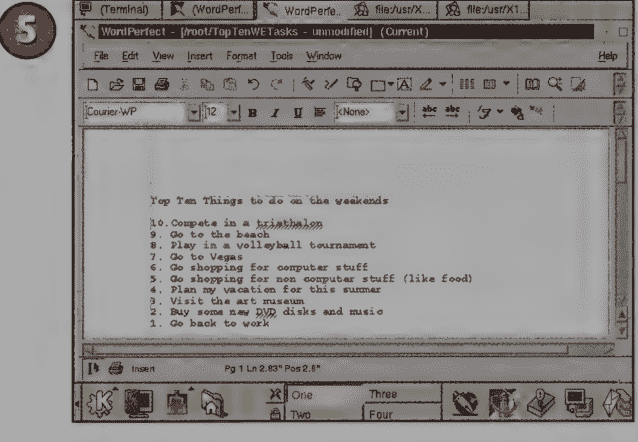 5
(Terminal) (WordPerf... WordPerfe... file:/usr/X... file:/usr/X1...
WordPerfect - [/root/TopTenWETasks - unmodified] (Current)
File Edit View Insert Format Tools Window Help
Courier-WP 12 B I U <None> abc abc
Top Ten Things to do on the weekends
10. Compete in a triathalon
9. Go to the beach
8. Play in a volleyball tournament
7. Go to Vegas
6. Go shopping for computer stuff
5. Go shopping for non computer stuff (like food)
4. Plan my vacation for this summer
3. Visit the art museum
2. Buy some new DVD disks and music
1. Go back to work
Insert Pg 1 Ln 2.83" Pos 2.8"
One Three
Two Four